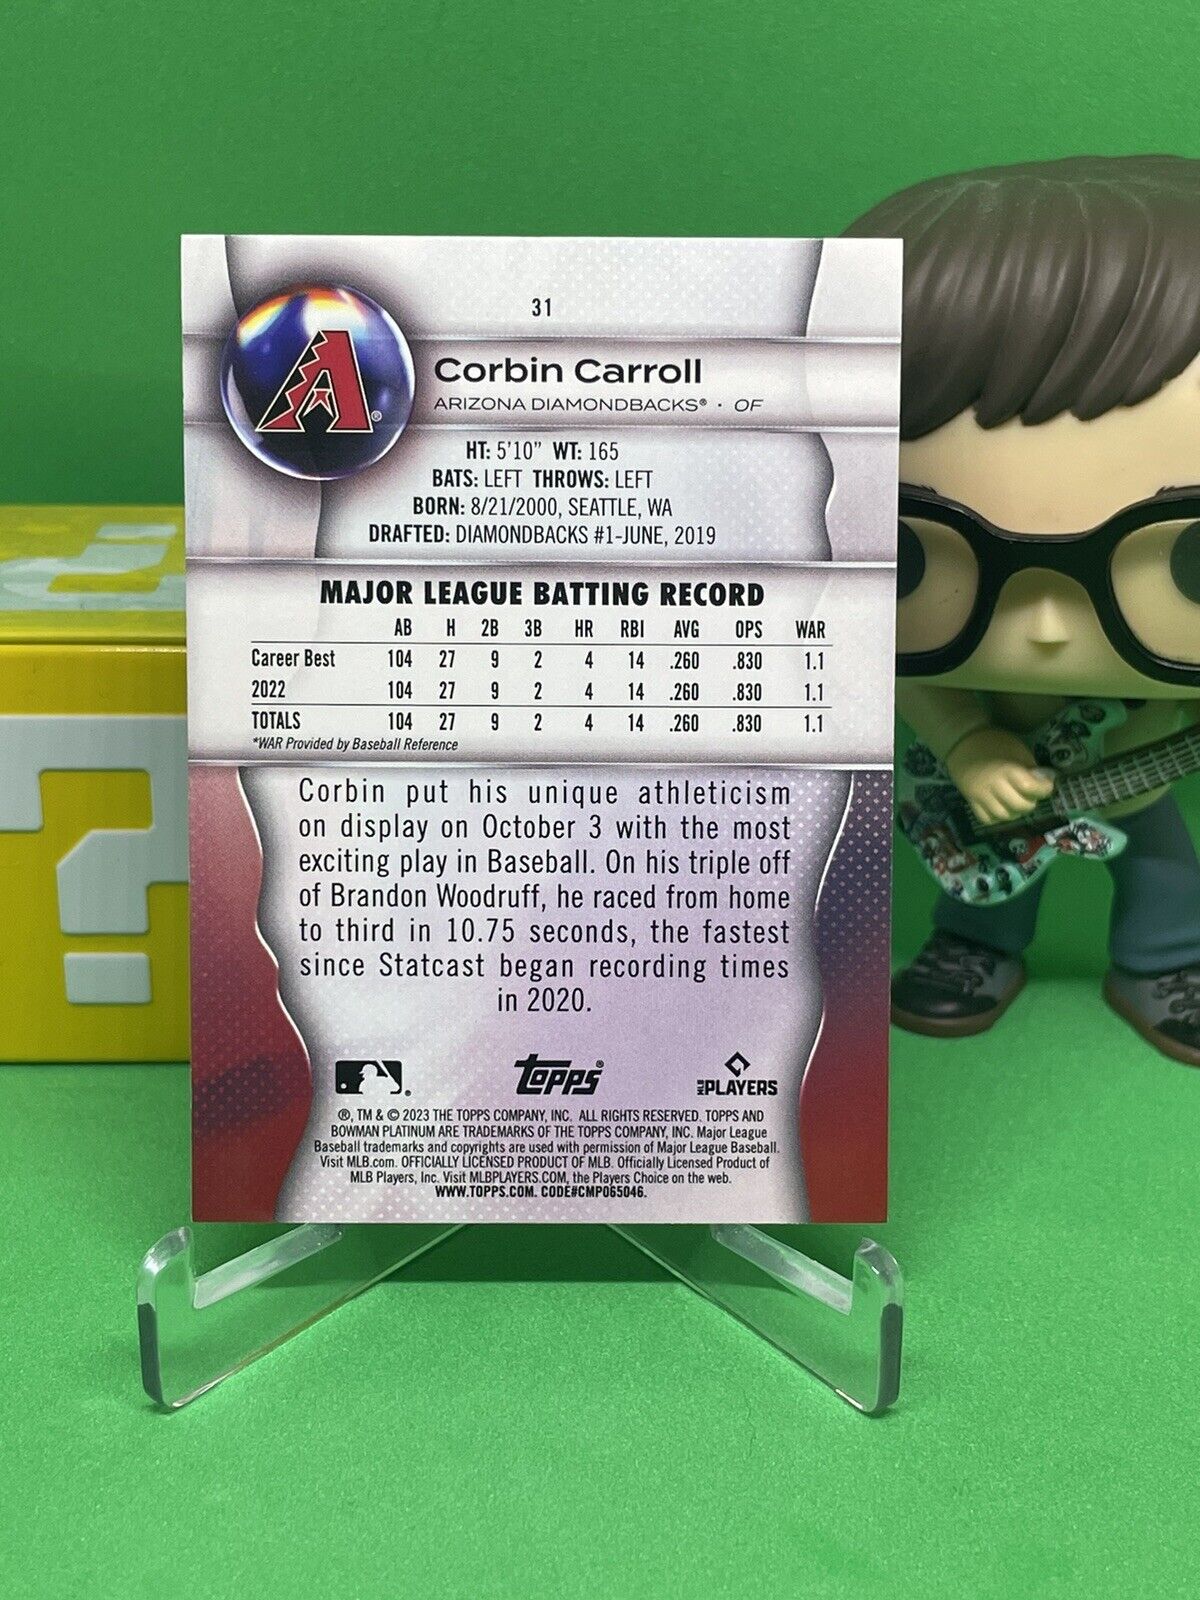 31
Corbin Carroll
ARIZONA DIAMONDBACKS® · OF
A®
HT: 5'10" WT: 165
BATS: LEFT THROWS: LEFT
BORN: 8/21/2000, SEATTLE, WA
DRAFTED: DIAMONDBACKS #1-JUNE, 2019
MAJOR LEAGUE BATTING RECORD
AB H 2B 3B HR RBI AVG OPS WAR
Career Best 104 27 9 2 4 14 .260 .830 1.1
2022 104 27 9 2 4 14 .260 .830 1.1
TOTALS 104 27 9 2 4 14 .260 .830 1.1
*WAR Provided by Baseball Reference
Corbin put his unique athleticism
on display on October 3 with the most
exciting play in Baseball. On his triple off
of Brandon Woodruff, he raced from home
to third in 10.75 seconds, the fastest
since Statcast began recording times
in 2020.
® Topps® MLB PLAYERS
®, TM & © 2023 THE TOPPS COMPANY, INC. ALL RIGHTS RESERVED. TOPPS AND
BOWMAN PLATINUM ARE TRADEMARKS OF THE TOPPS COMPANY, INC. Major League
Baseball trademarks and copyrights are used with permission of Major League Baseball.
Visit MLB.com. OFFICIALLY LICENSED PRODUCT OF MLB. Officially Licensed Product of
MLB Players, Inc. Visit MLBPLAYERS.COM, the Players Choice on the web.
WWW.TOPPS.COM. CODE#CMP065046.